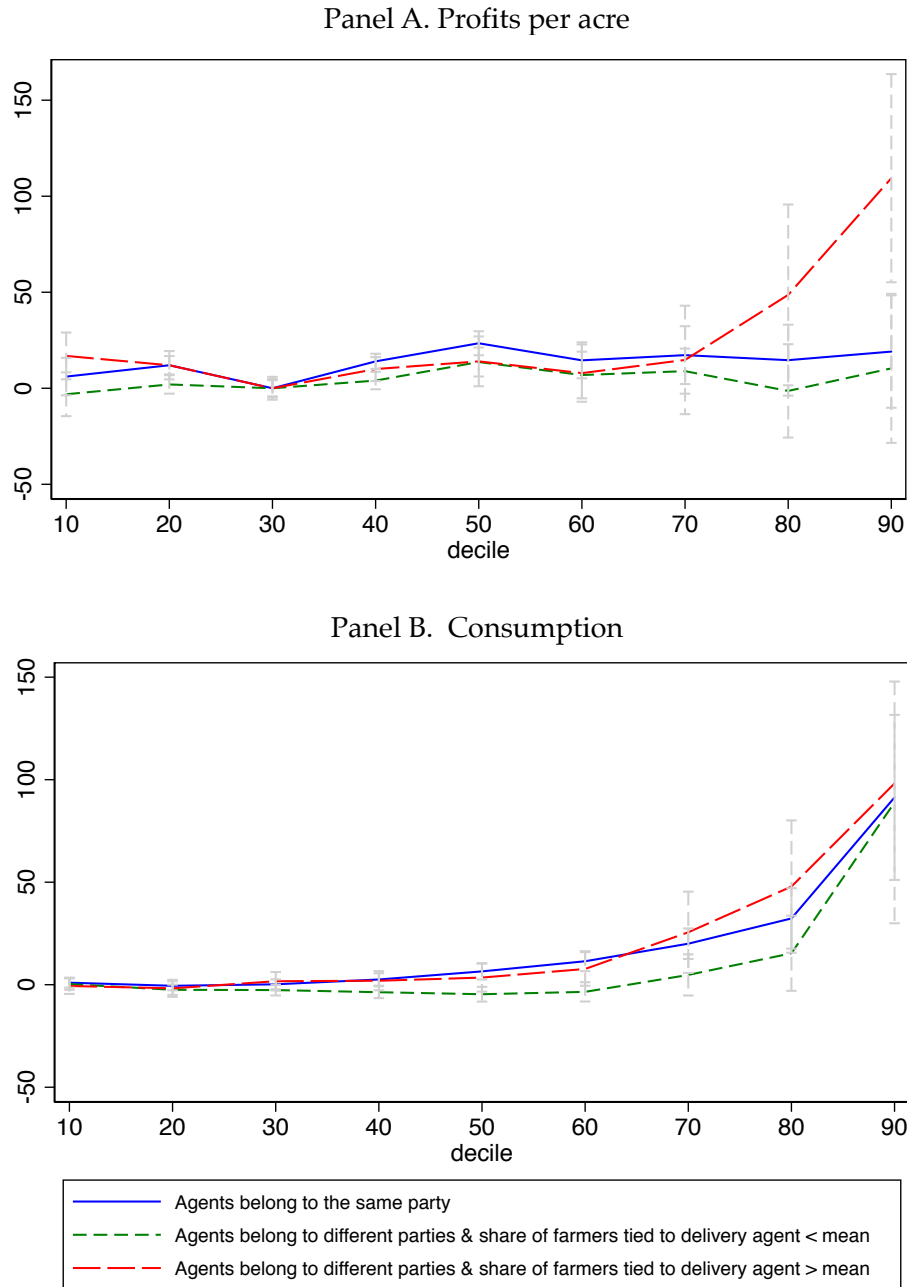 Panel A. Profits per acre
150
100
50
0
-50
10 20 30 40 50 60 70 80 90
decile
Panel B. Consumption
150
100
50
0
-50
10 20 30 40 50 60 70 80 90
decile
Agents belong to the same party
Agents belong to different parties & share of farmers tied to delivery agent < mean
Agents belong to different parties & share of farmers tied to delivery agent > mean